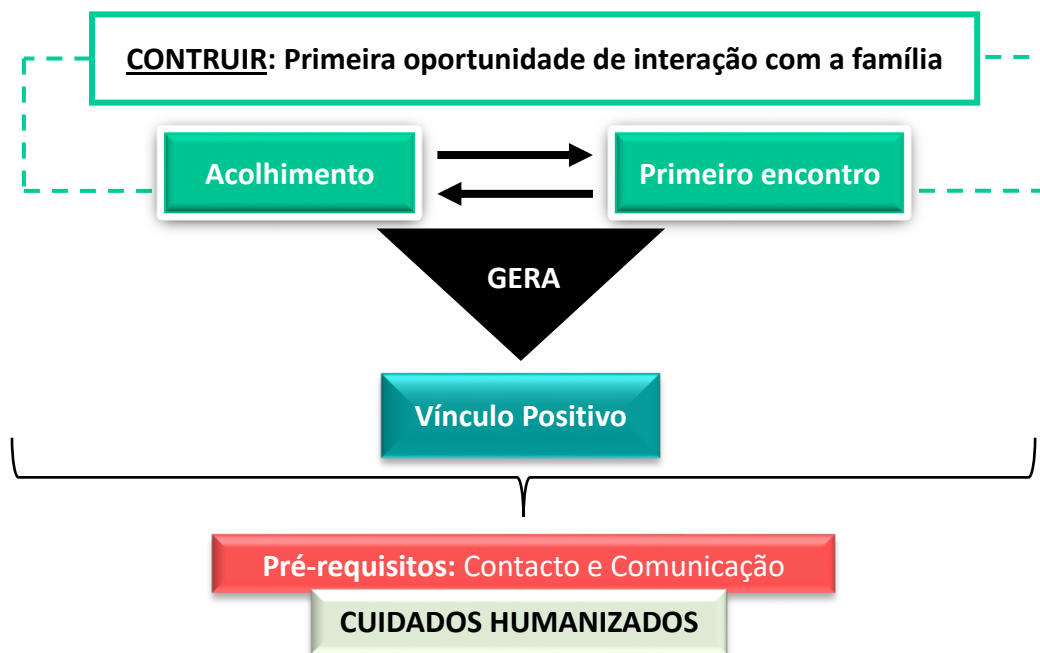 CONTRUIR: Primeira oportunidade de interação com a família
Acolhimento
Primeiro encontro
GERA
Vínculo Positivo
Pré-requisitos: Contacto e Comunicação
CUIDADOS HUMANIZADOS